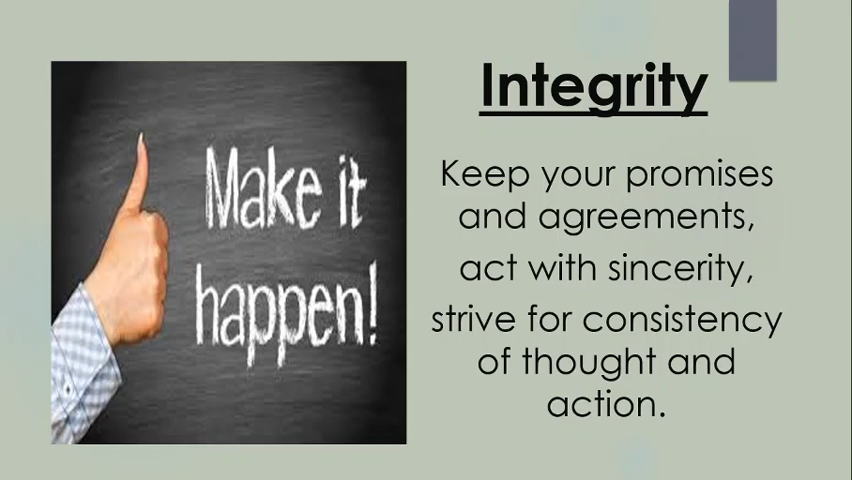 Make it
happen!
Integrity
Keep your promises
and agreements,
act with sincerity,
strive for consistency
of thought and
action.